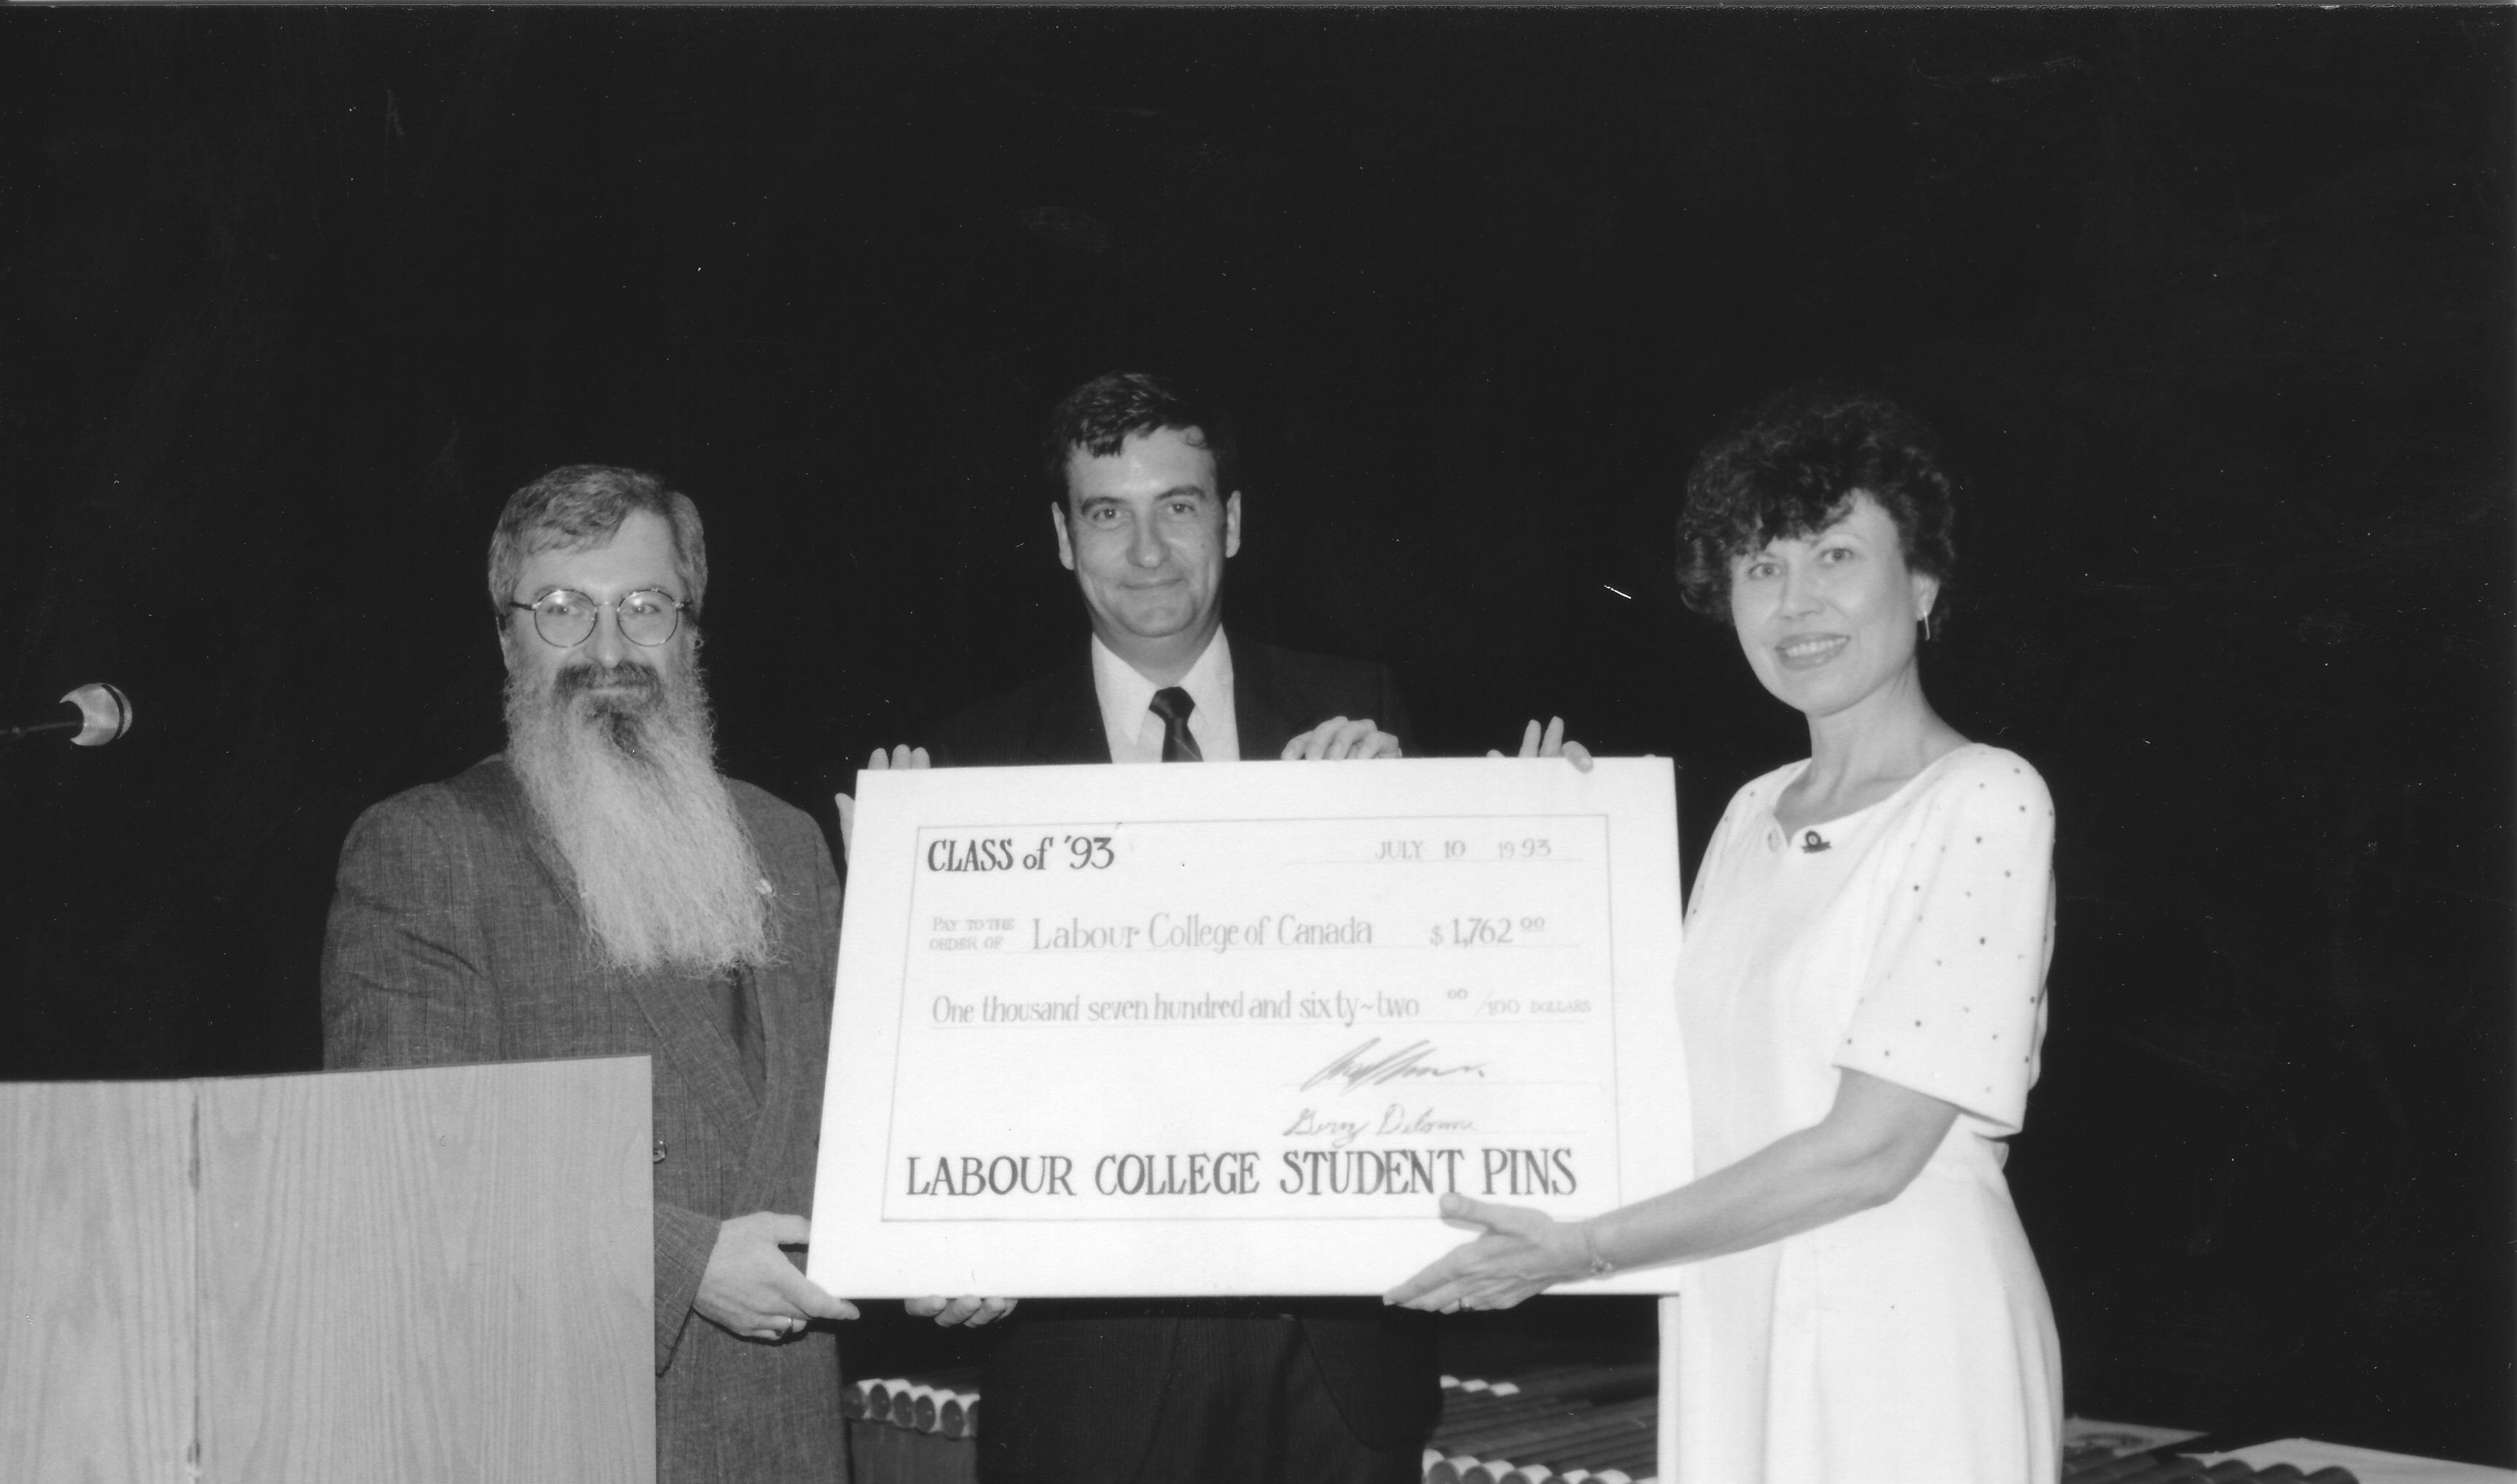 CLASS of '93
JULY 10 1993
PAY TO THE
ORDER OF Labour College of Canada $ 1,762 00
One thousand seven hundred and sixty~two 00 /100 DOLLARS
LABOUR COLLEGE STUDENT PINS